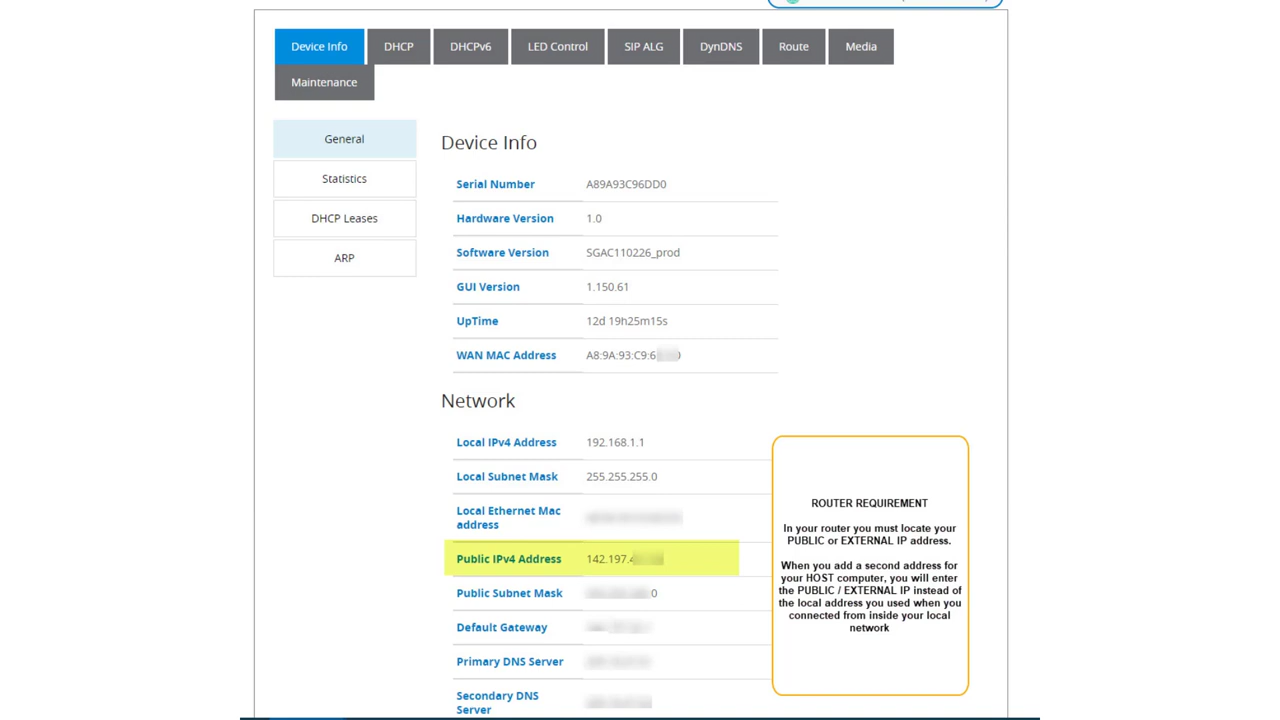 Device Info
DHCP
DHCPv6
LED Control
SIP ALG
DynDNS
Route
Media
Maintenance
General
Statistics
DHCP Leases
ARP
Device Info
Serial Number A89A93C96DD0
Hardware Version 1.0
Software Version SGAC110226_prod
GUI Version 1.150.61
UpTime 12d 19h25m15s
WAN MAC Address A8:9A:93:C9:6
Network
Local IPv4 Address 192.168.1.1
Local Subnet Mask 255.255.255.0
Local Ethernet Mac
address
Public IPv4 Address 142.197.
Public Subnet Mask 0
Default Gateway
Primary DNS Server
Secondary DNS
Server
ROUTER REQUIREMENT
In your router you must locate your
PUBLIC or EXTERNAL IP address.
When you add a second address for
your HOST computer, you will enter
the PUBLIC / EXTERNAL IP instead of
the local address you used when you
connected from inside your local
network